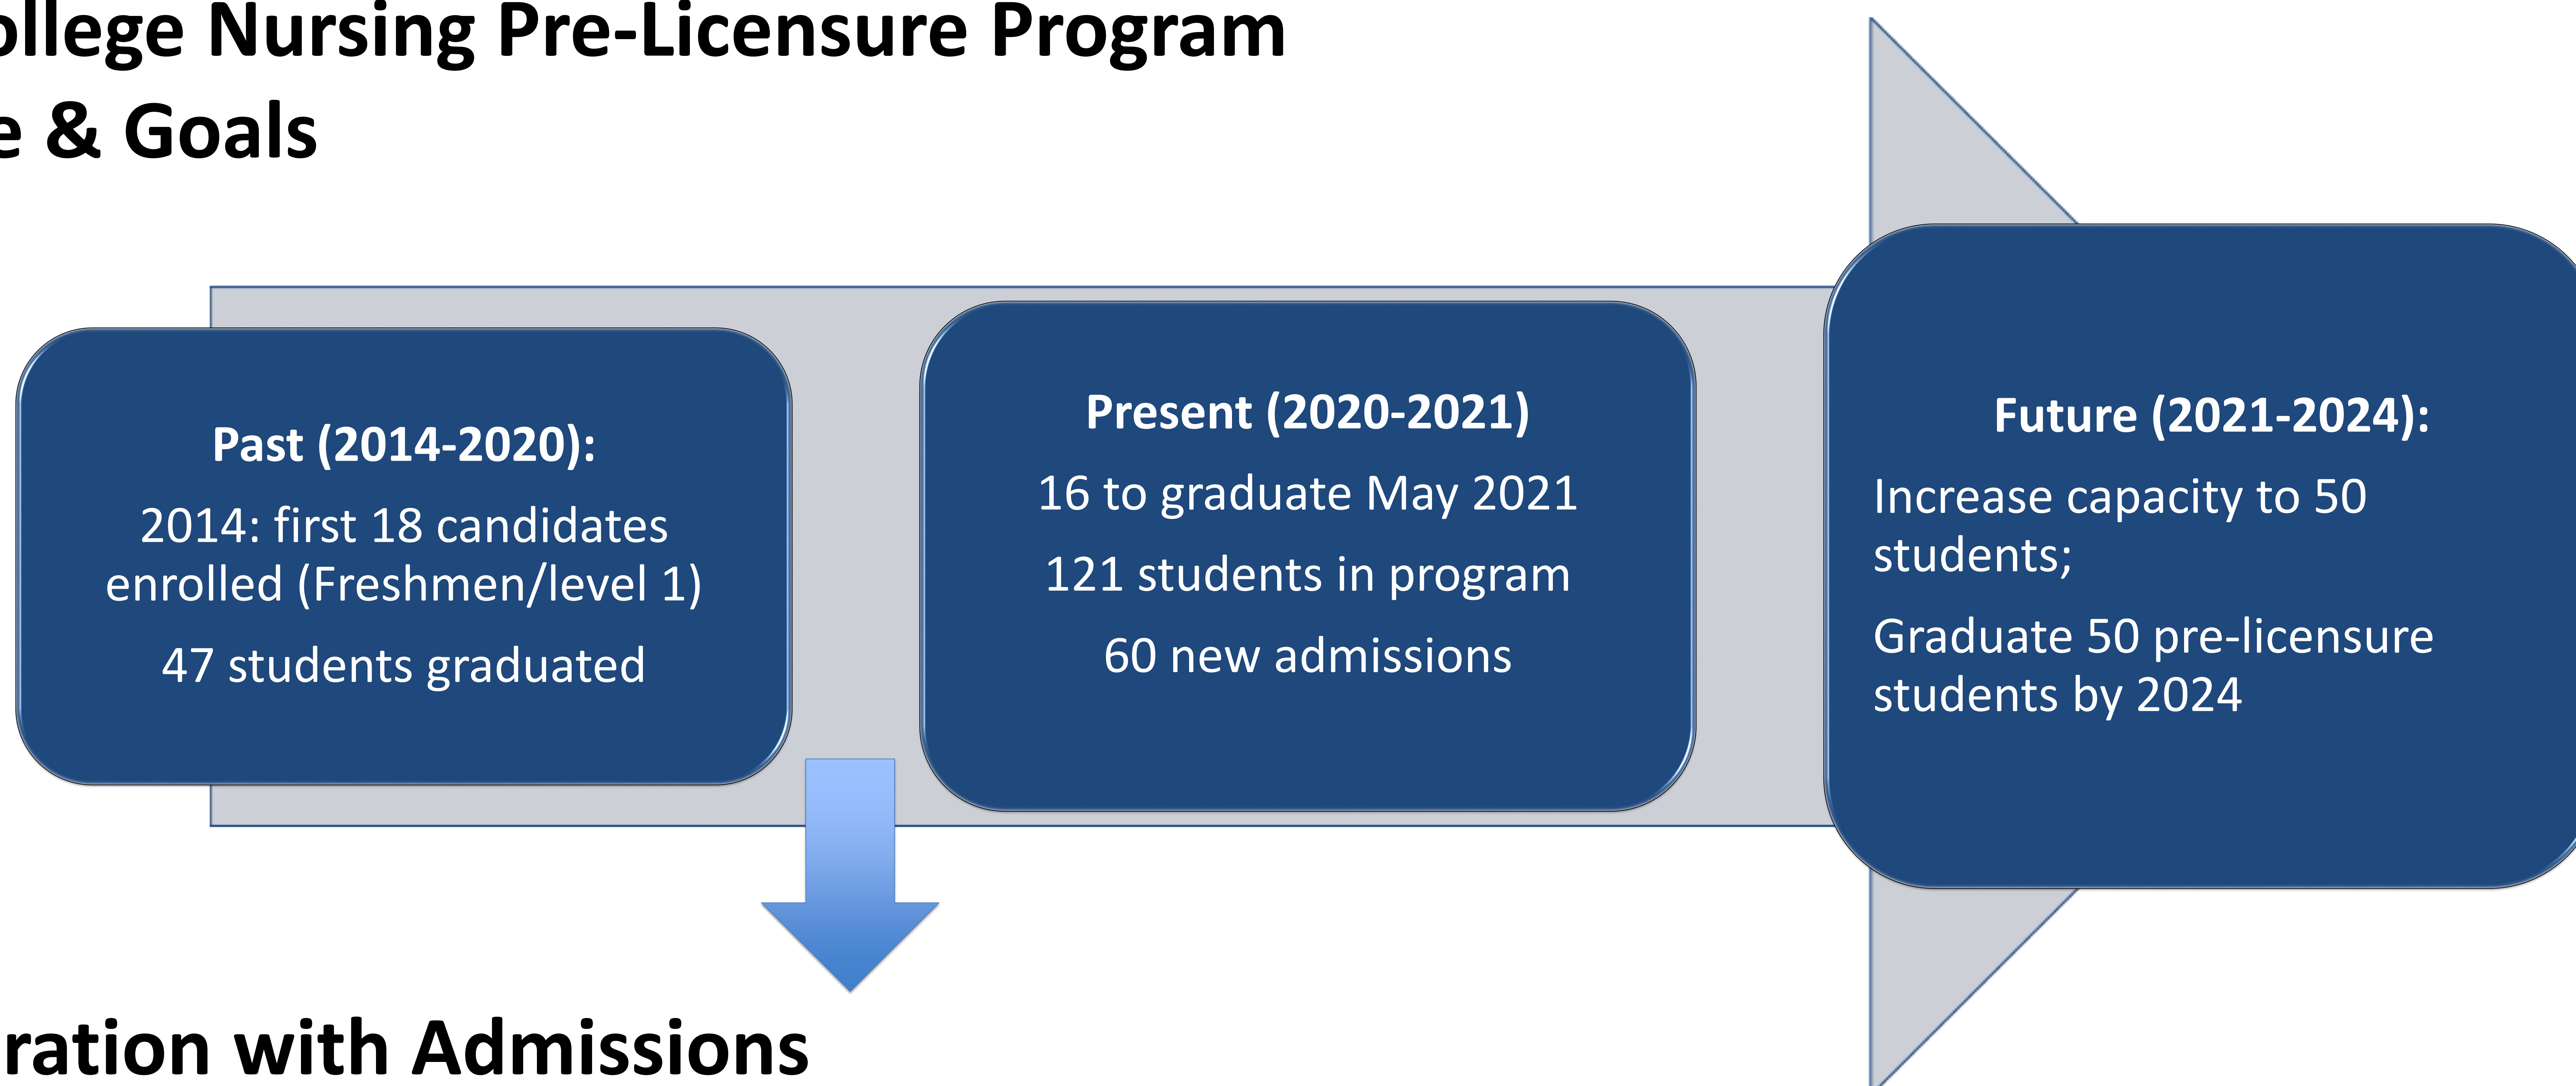 ollege Nursing Pre-Licensure Program
e & Goals
Past (2014-2020):
2014: first 18 candidates
enrolled (Freshmen/level 1)
47 students graduated
Present (2020-2021)
16 to graduate May 2021
121 students in program
60 new admissions
Future (2021-2024):
Increase capacity to 50
students;
Graduate 50 pre-licensure
students by 2024
ration with Admissions